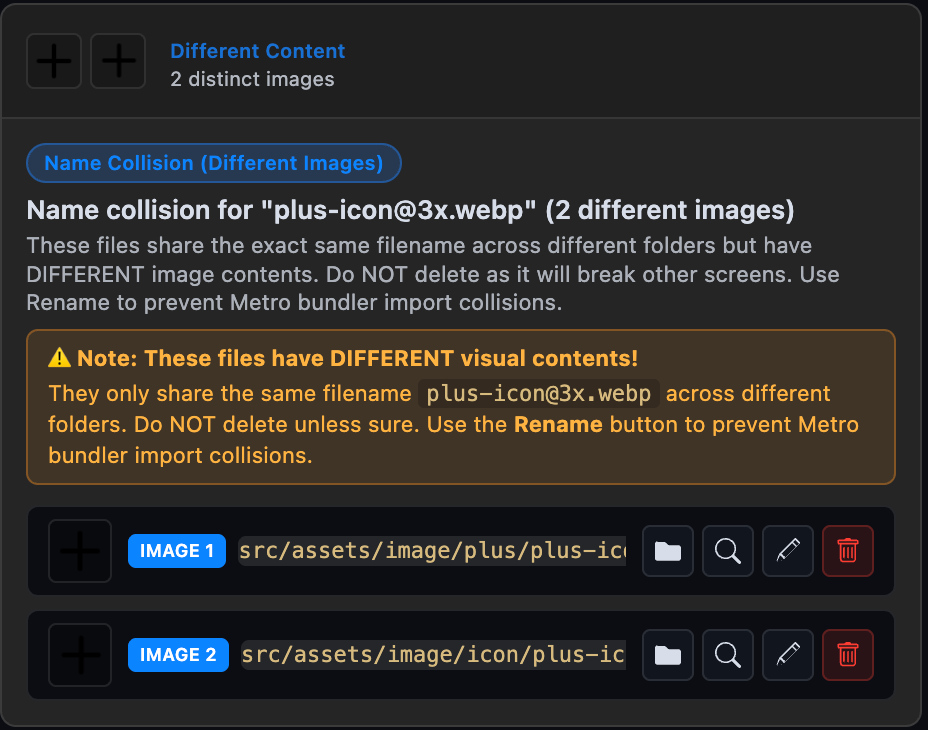 Different Content
2 distinct images
Name Collision (Different Images)
Name collision for "plus-icon@3x.webp" (2 different images)
These files share the exact same filename across different folders but have
DIFFERENT image contents. Do NOT delete as it will break other screens. Use
Rename to prevent Metro bundler import collisions.
⚠️ Note: These files have DIFFERENT visual contents!
They only share the same filename plus-icon@3x.webp across different
folders. Do NOT delete unless sure. Use the Rename button to prevent Metro
bundler import collisions.
IMAGE 1 src/assets/image/plus/plus-ic
IMAGE 2 src/assets/image/icon/plus-ic